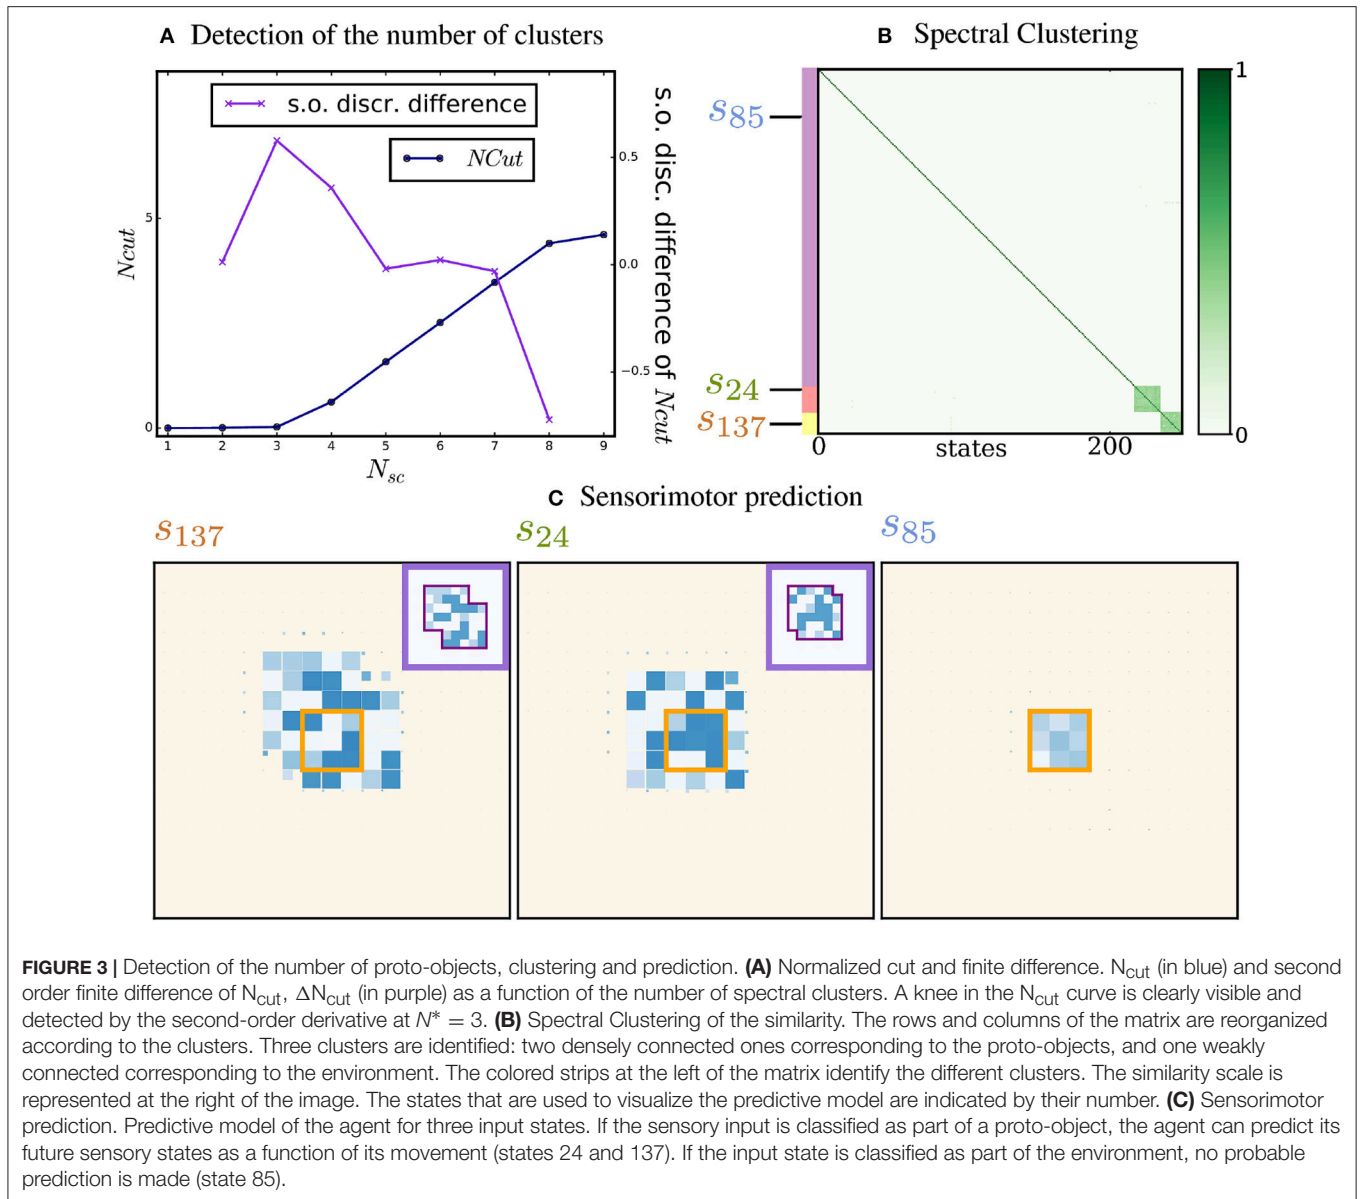 A Detection of the number of clusters
s.o. discr. difference
NCut
Ncut
5
0
0.5
0.0
−0.5
s.o. disc. difference of Ncut
1 2 3 4 5 6 7 8 9
N_sc
B Spectral Clustering
s_85
s_24
s_137
0 states 200
1
0
C Sensorimotor prediction
s_137 s_24 s_85
FIGURE 3 | Detection of the number of proto-objects, clustering and prediction. (A) Normalized cut and finite difference. N_cut (in blue) and second
order finite difference of N_cut, ΔN_cut (in purple) as a function of the number of spectral clusters. A knee in the N_cut curve is clearly visible and
detected by the second-order derivative at N* = 3. (B) Spectral Clustering of the similarity. The rows and columns of the matrix are reorganized
according to the clusters. Three clusters are identified: two densely connected ones corresponding to the proto-objects, and one weakly
connected corresponding to the environment. The colored strips at the left of the matrix identify the different clusters. The similarity scale is
represented at the right of the image. The states that are used to visualize the predictive model are indicated by their number. (C) Sensorimotor
prediction. Predictive model of the agent for three input states. If the sensory input is classified as part of a proto-object, the agent can predict its
future sensory states as a function of its movement (states 24 and 137). If the input state is classified as part of the environment, no probable
prediction is made (state 85).